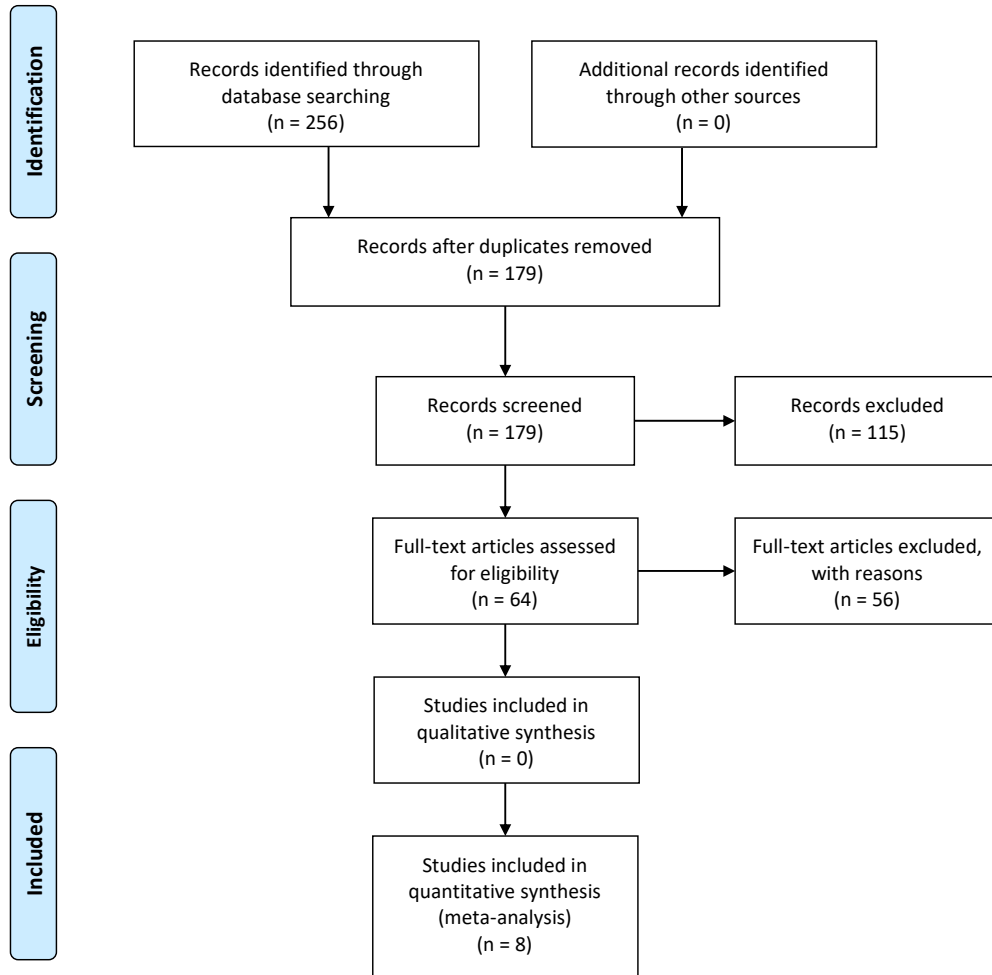 Identification
Records identified through
database searching
(n = 256)
Additional records identified
through other sources
(n = 0)
Records after duplicates removed
(n = 179)
Screening
Records screened
(n = 179)
Records excluded
(n = 115)
Eligibility
Full-text articles assessed
for eligibility
(n = 64)
Full-text articles excluded,
with reasons
(n = 56)
Studies included in
qualitative synthesis
(n = 0)
Included
Studies included in
quantitative synthesis
(meta-analysis)
(n = 8)